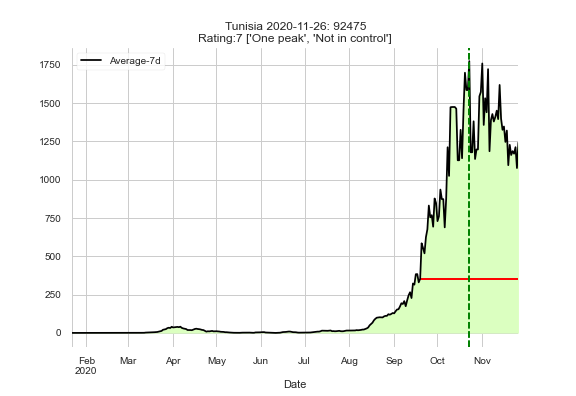 Tunisia 2020-11-26: 92475
Rating:7 ['One peak', 'Not in control']
Average-7d
1750
1500
1250
1000
750
500
250
0
Feb Mar Apr May Jun Jul Aug Sep Oct Nov
2020
Date